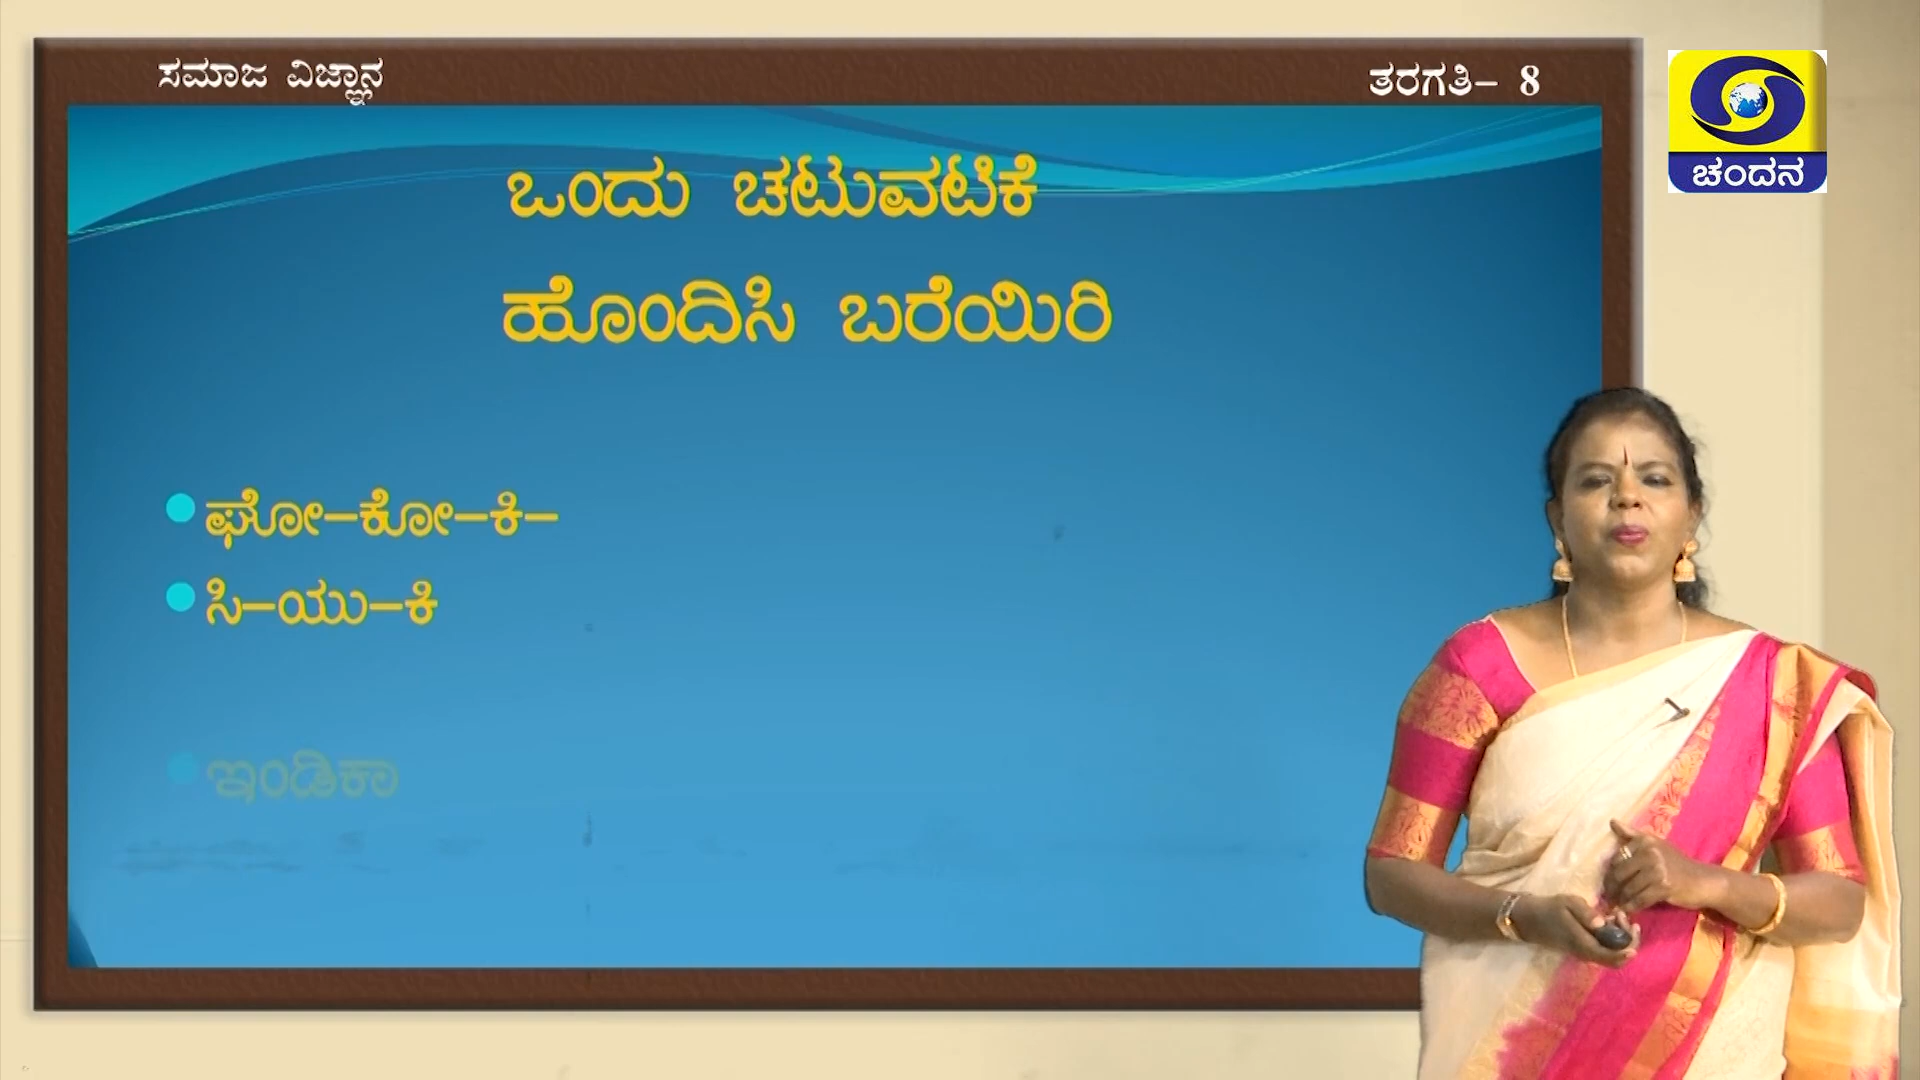 ಸಮಾಜ ವಿಜ್ಞಾನ
ತರಗತಿ– 8
ಚಂದನ
ಒಂದು ಚಟುವಟಿಕೆ
ಹೊಂದಿಸಿ ಬರೆಯಿರಿ
ಘೋ–ಕೋ–ಕಿ–
ಸಿ–ಯು–ಕಿ
ಇಂಡಿಕಾ